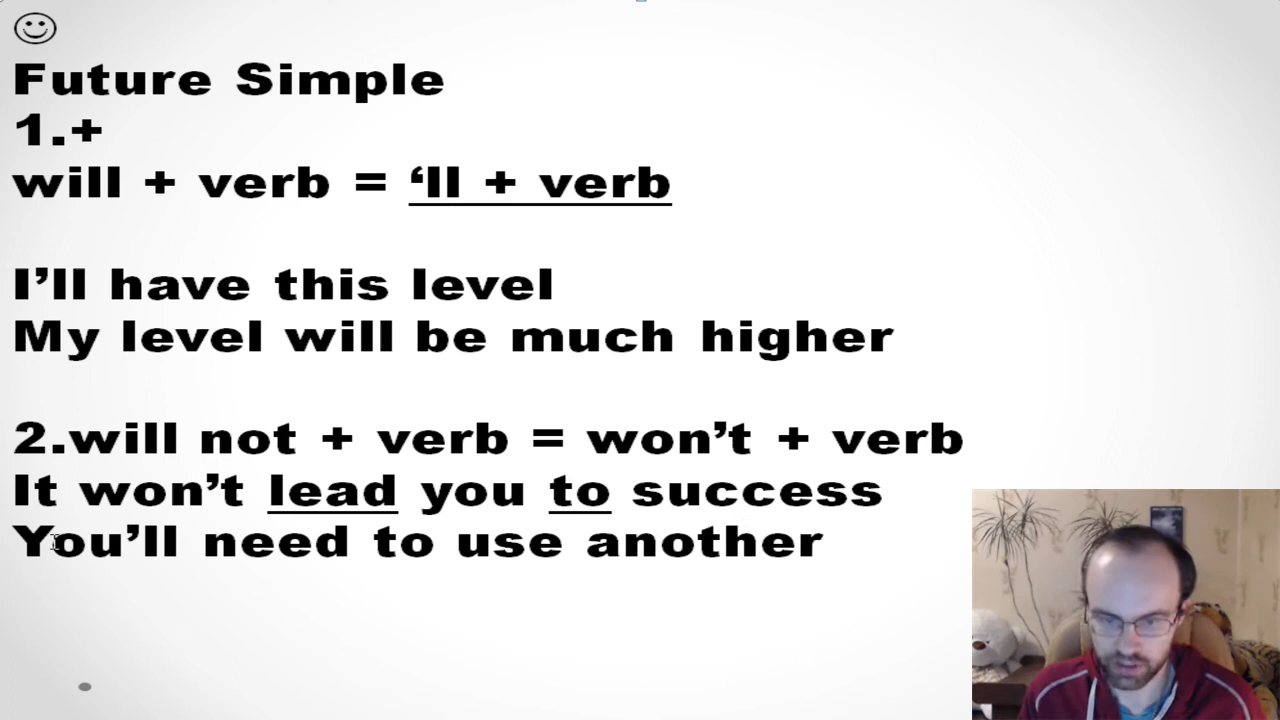 Future Simple
1.+
will + verb = ‘ll + verb
I’ll have this level
My level will be much higher
2.will not + verb = won’t + verb
It won’t lead you to success
You’ll need to use another